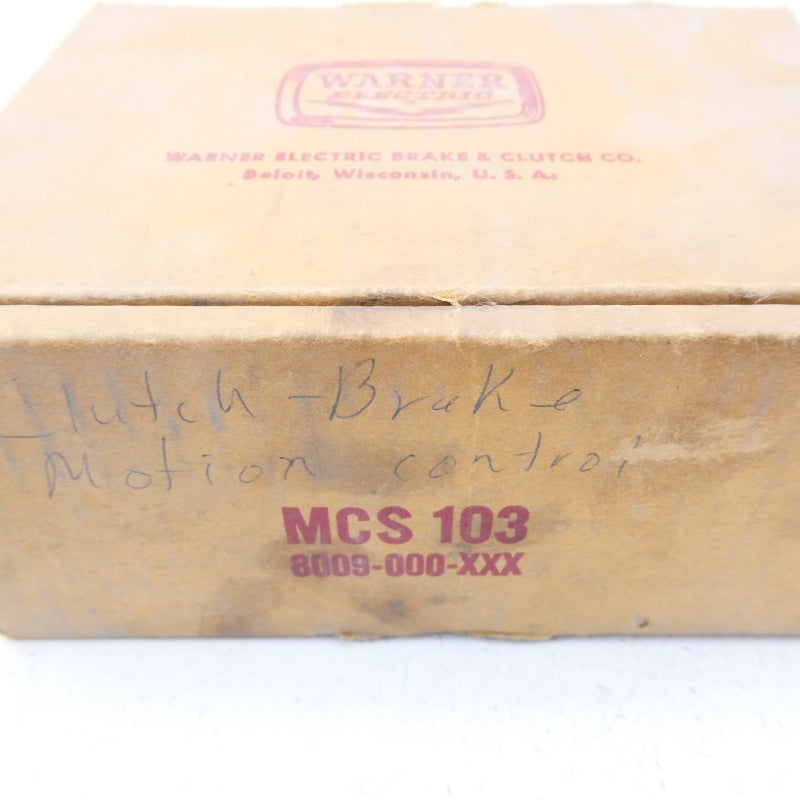 WARNER
ELECTRIC
WARNER ELECTRIC BRAKE & CLUTCH CO.
Beloit, Wisconsin, U. S. A.
Clutch-Brake
Motion control
MCS 103
8009-000-XXX